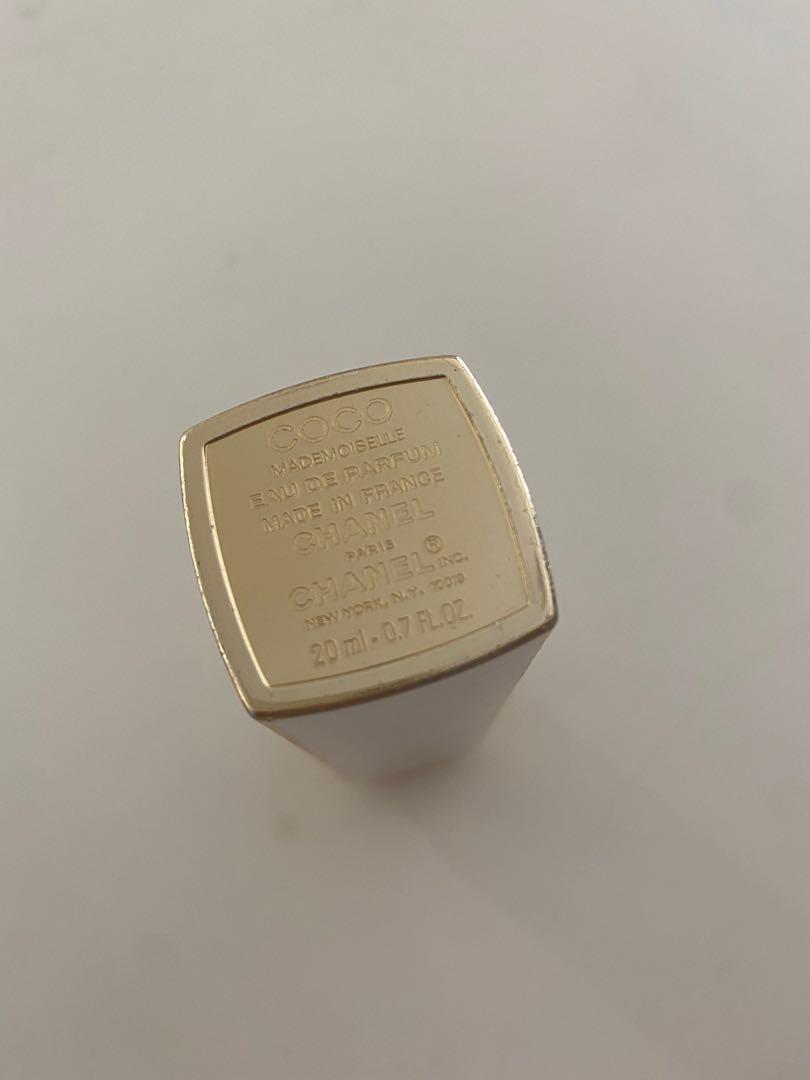 COCO
MADEMOISELLE
EAU DE PARFUM
MADE IN FRANCE
CHANEL
PARIS
CHANEL® INC.
NEW YORK, N.Y. 10019
20 ml - 0.7 FL.OZ.